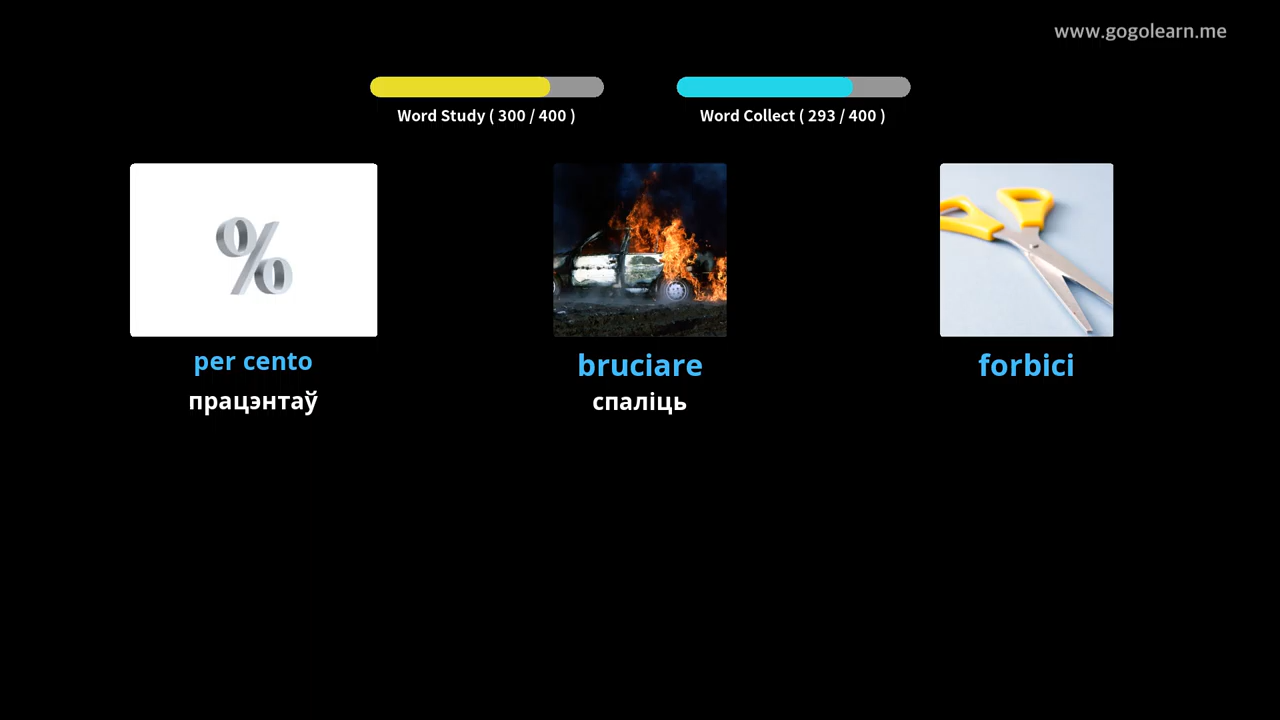 www.gogolearn.me
Word Study ( 300 / 400 )
Word Collect ( 293 / 400 )
%
per cento
bruciare
forbici
працэнтаў
спаліць